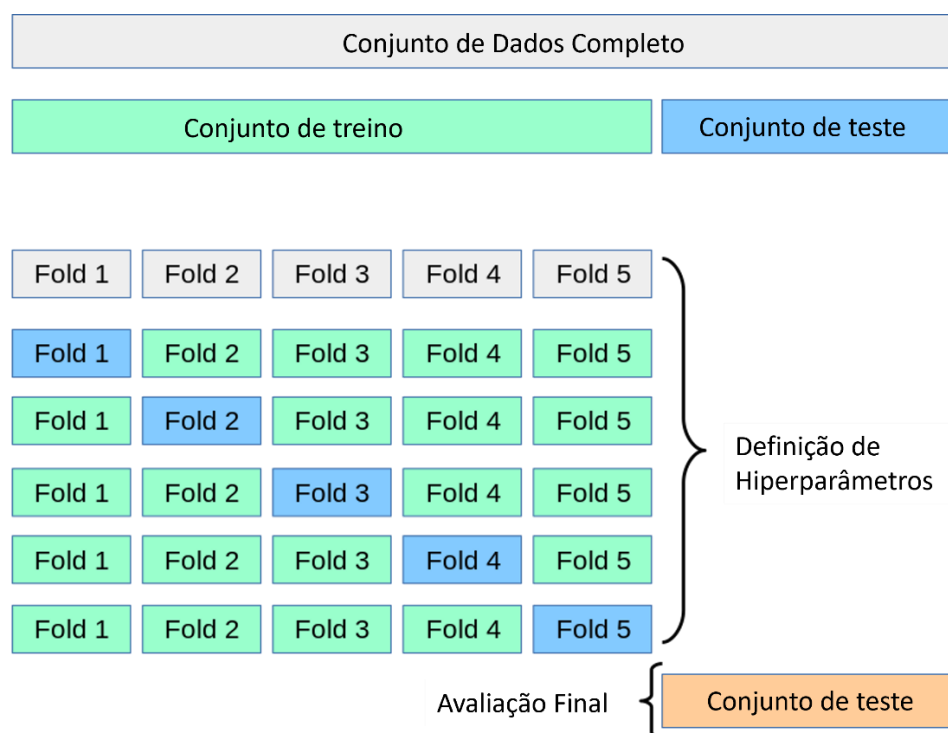 Conjunto de Dados Completo
Conjunto de treino Conjunto de teste
Fold 1 Fold 2 Fold 3 Fold 4 Fold 5
Fold 1 Fold 2 Fold 3 Fold 4 Fold 5
Fold 1 Fold 2 Fold 3 Fold 4 Fold 5
Fold 1 Fold 2 Fold 3 Fold 4 Fold 5
Fold 1 Fold 2 Fold 3 Fold 4 Fold 5
Fold 1 Fold 2 Fold 3 Fold 4 Fold 5
Definição de
Hiperparâmetros
Avaliação Final Conjunto de teste